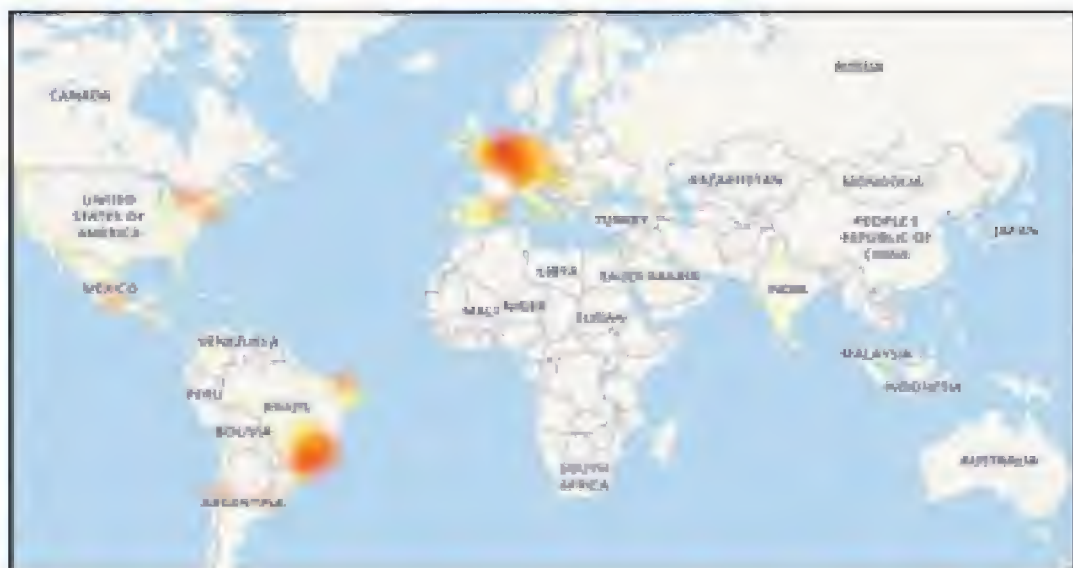 RUSSIA
CANADA
KAZAKHSTAN
MONGOLIA
UNITED
STATES OF
AMERICA
TURKEY
PEOPLE'S
REPUBLIC OF
CHINA
JAPAN
LIBYA
SAUDI ARABIA
MEXICO
INDIA
MALI
NIGER
SUDAN
VENEZUELA
MALAYSIA
INDONESIA
PERU
BRAZIL
BOLIVIA
AUSTRALIA
SOUTH
AFRICA
ARGENTINA